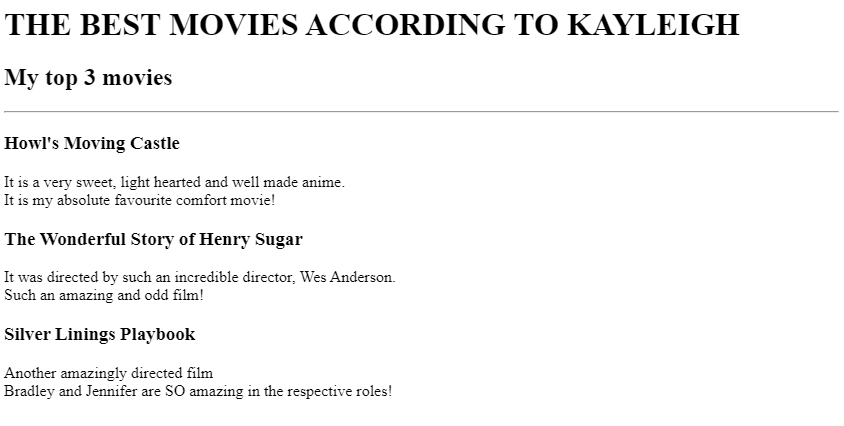 THE BEST MOVIES ACCORDING TO KAYLEIGH
My top 3 movies
Howl's Moving Castle
It is a very sweet, light hearted and well made anime.
It is my absolute favourite comfort movie!
The Wonderful Story of Henry Sugar
It was directed by such an incredible director, Wes Anderson.
Such an amazing and odd film!
Silver Linings Playbook
Another amazingly directed film
Bradley and Jennifer are SO amazing in the respective roles!